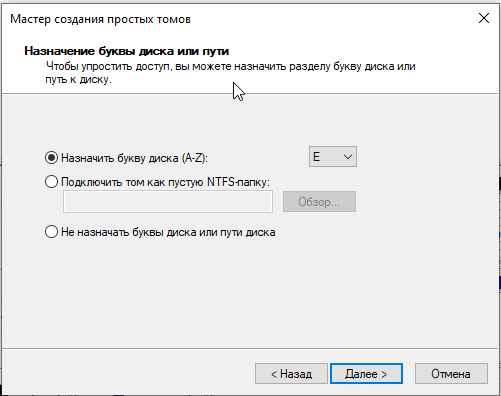 Мастер создания простых томов
Назначение буквы диска или пути
Чтобы упростить доступ, вы можете назначить разделу букву диска или
путь к диску.
Назначить букву диска (A-Z):
E
Подключить том как пустую NTFS-папку:
Обзор...
Не назначать буквы диска или пути диска
< Назад
Далее >
Отмена